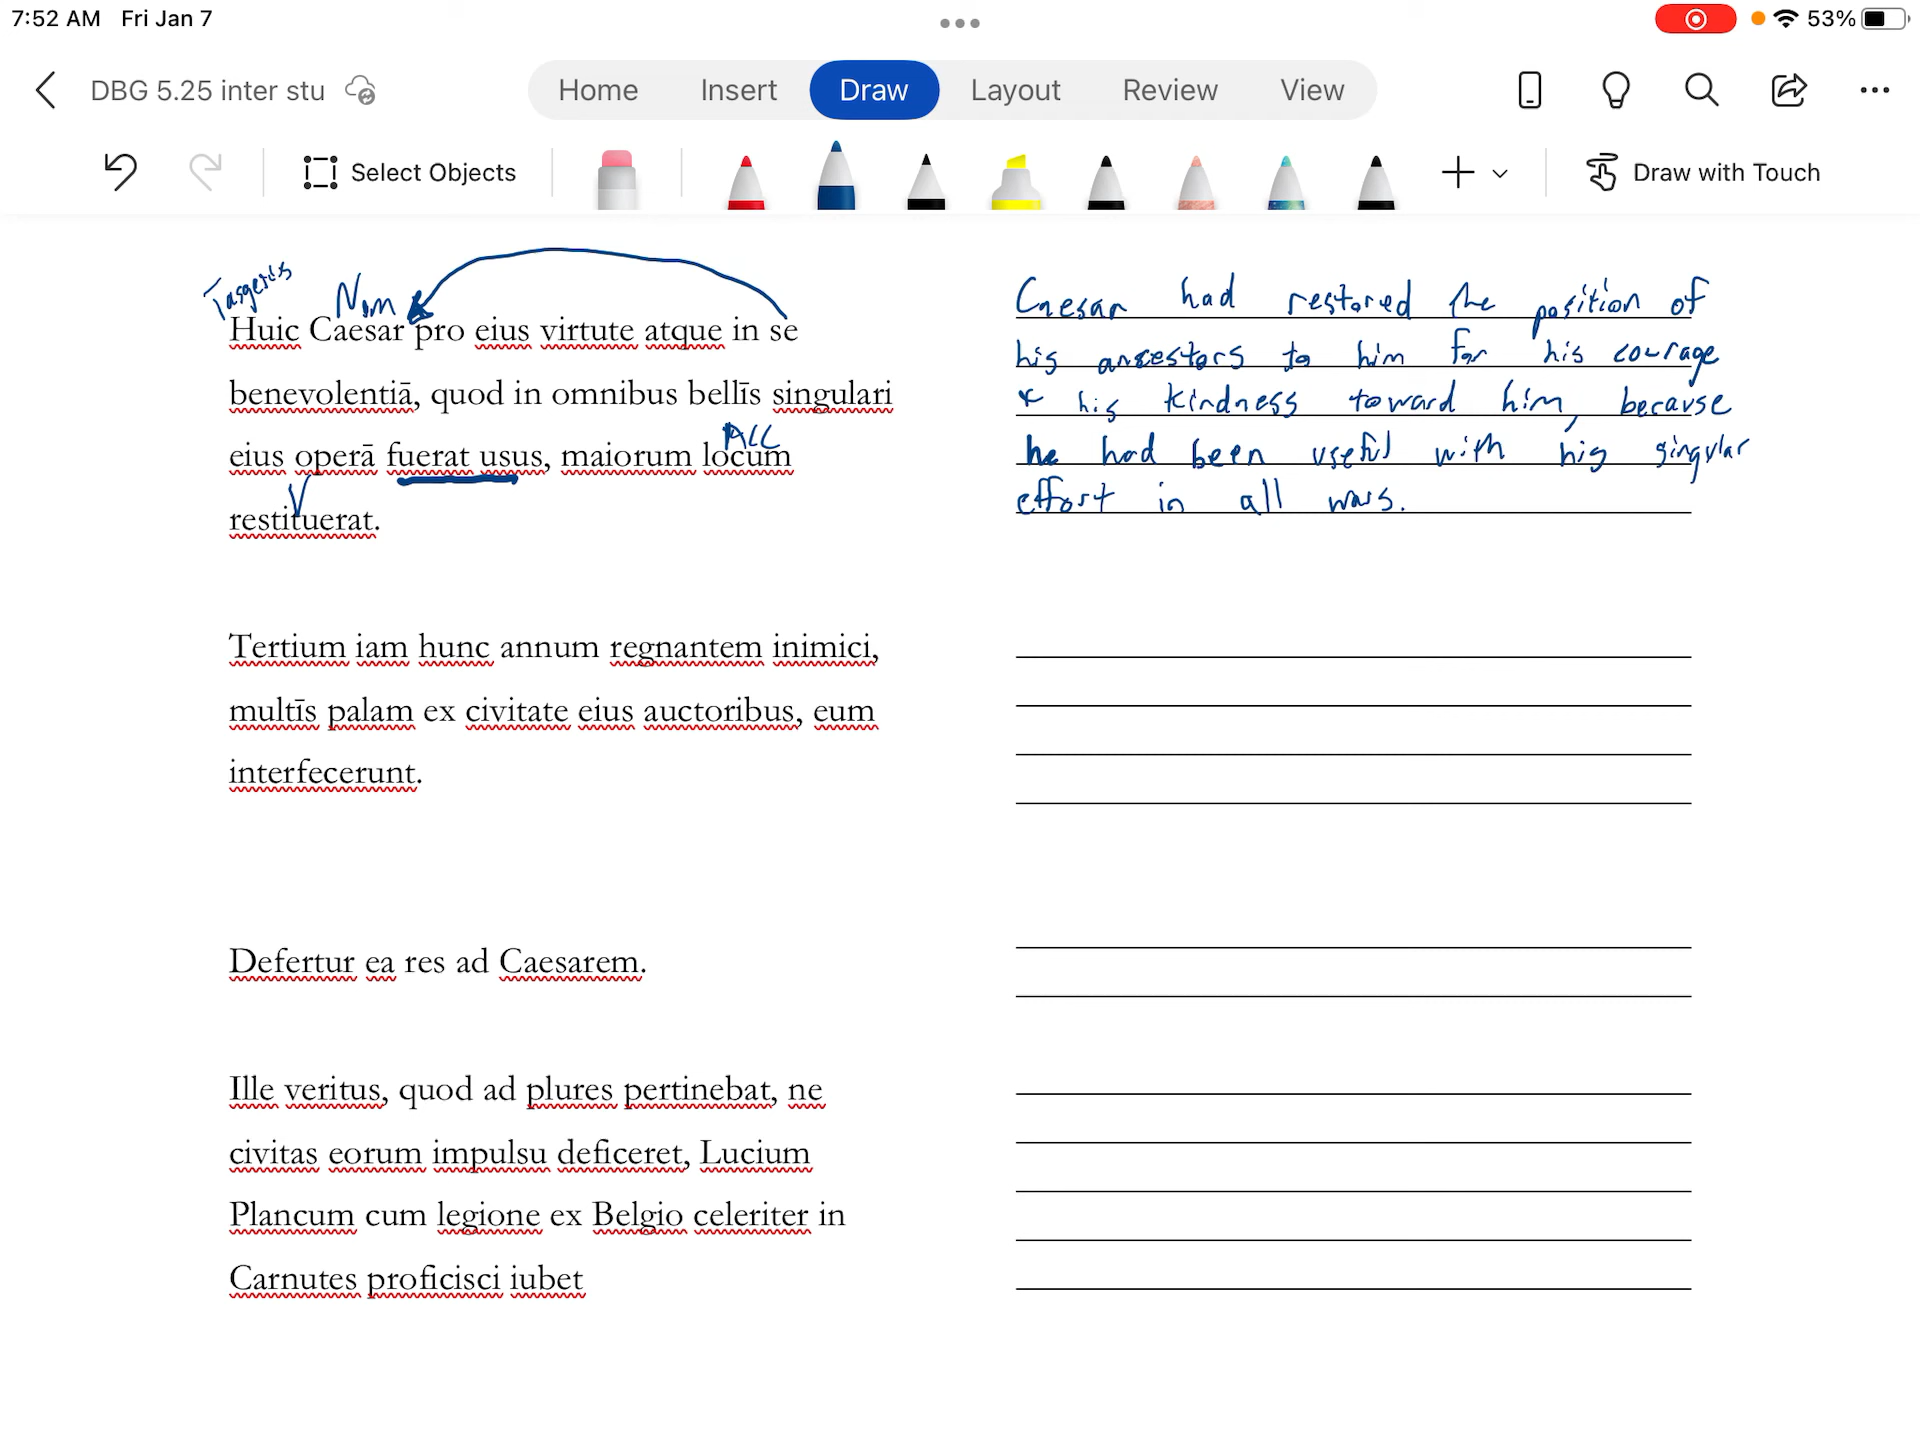 7:52 AM Fri Jan 7
53%
DBG 5.25 inter stu
Home Insert Draw Layout Review View
Select Objects
Draw with Touch
Tasgetis
Nom
Huic Caesar pro eius virtute atque in se
benevolentiā, quod in omnibus bellīs singulari
ACC
eius operā fuerat usus, maiorum locum
V
restituerat.
Caesar had restored the position of
his ancestors to him for his courage
& his kindness toward him, because
he had been useful with his singular
effort in all wars.
Tertium iam hunc annum regnantem inimici,
multīs palam ex civitate eius auctoribus, eum
interfecerunt.
Defertur ea res ad Caesarem.
Ille veritus, quod ad plures pertinebat, ne
civitas eorum impulsu deficeret, Lucium
Plancum cum legione ex Belgio celeriter in
Carnutes proficisci iubet